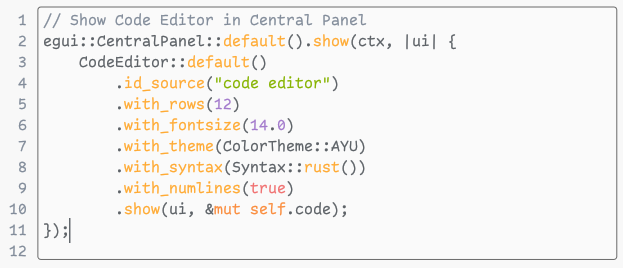 1 // Show Code Editor in Central Panel
2 egui::CentralPanel::default().show(ctx, |ui| {
3     CodeEditor::default()
4         .id_source("code editor")
5         .with_rows(12)
6         .with_fontsize(14.0)
7         .with_theme(ColorTheme::AYU)
8         .with_syntax(Syntax::rust())
9         .with_numlines(true)
10         .show(ui, &mut self.code);
11 });
12